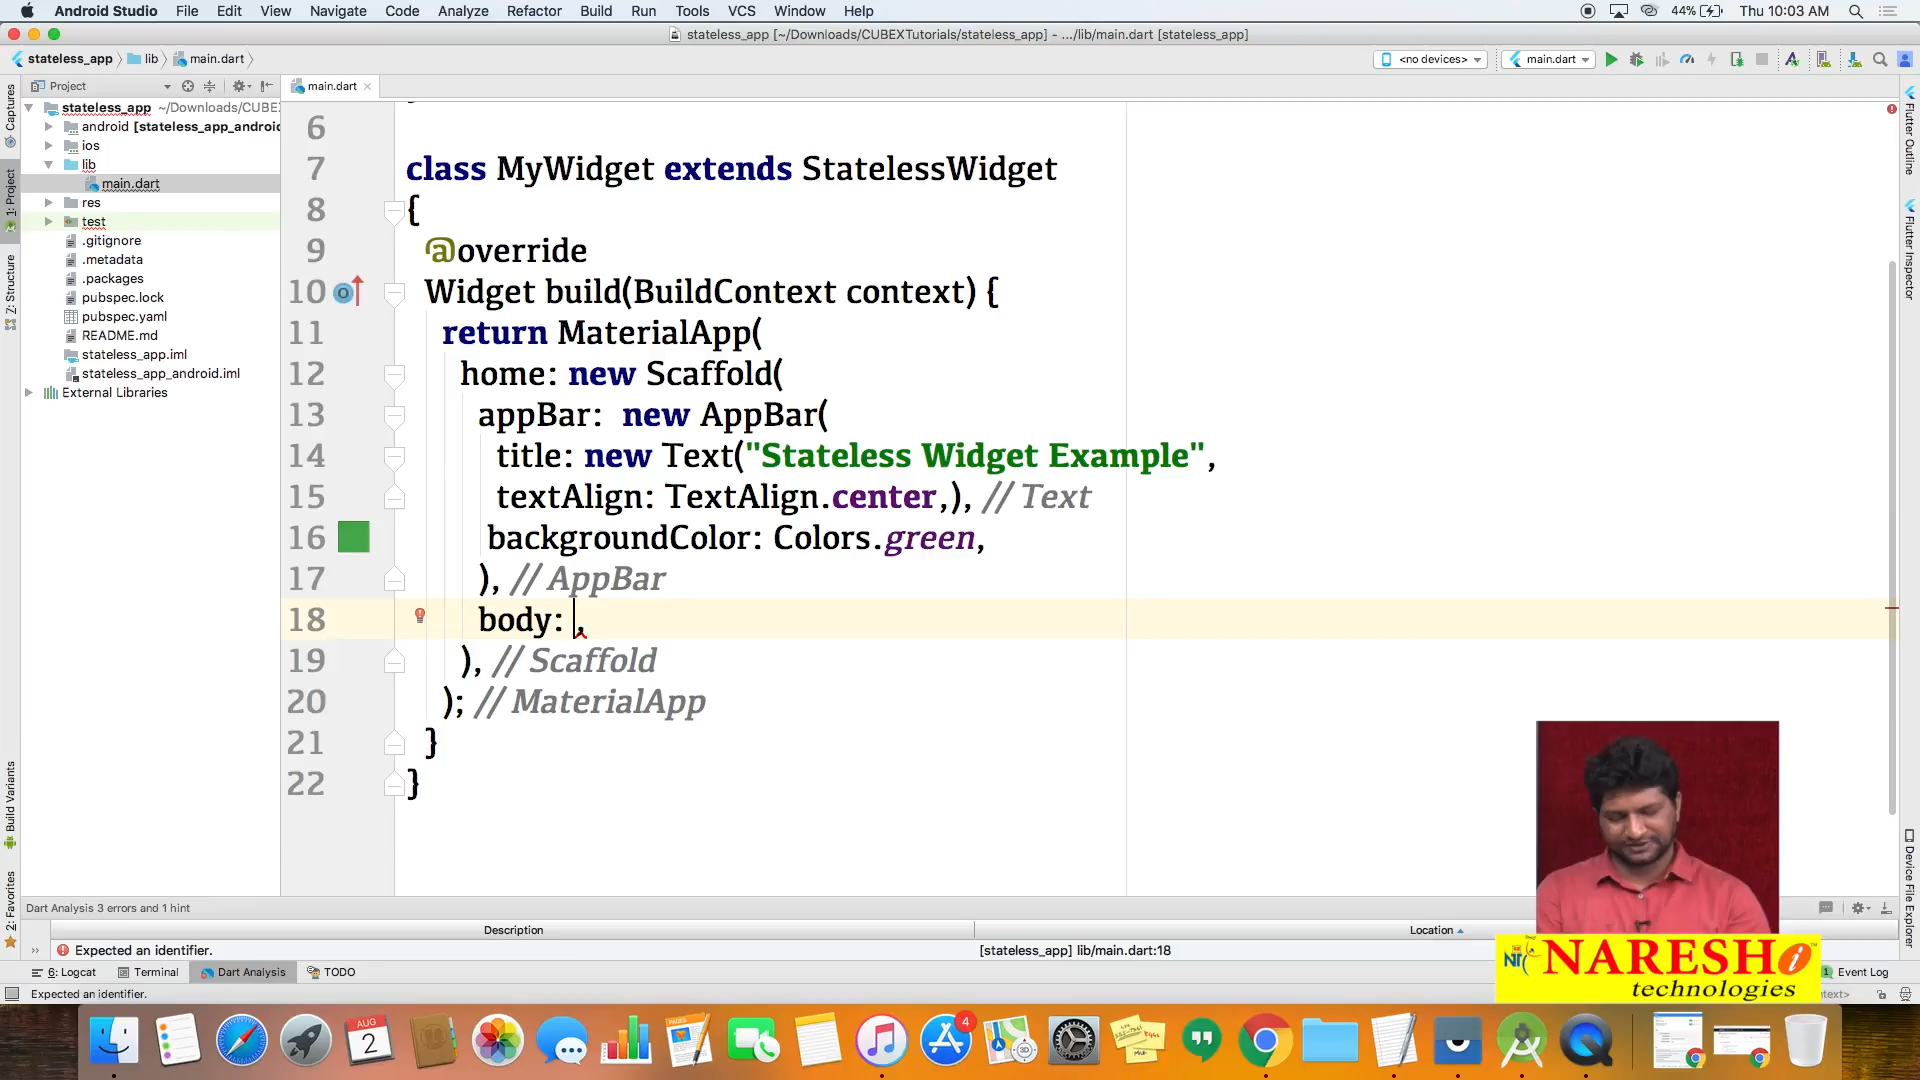 Android Studio File Edit View Navigate Code Analyze Refactor Build Run Tools VCS Window Help 44% Thu 10:03 AM
stateless_app [~/Downloads/CUBEXTutorials/stateless_app] - .../lib/main.dart [stateless_app]
stateless_app lib main.dart <no devices> main.dart
Project main.dart
stateless_app ~/Downloads/CUBE
android [stateless_app_android
ios
lib
main.dart
res
test
.gitignore
.metadata
.packages
pubspec.lock
pubspec.yaml
README.md
stateless_app.iml
stateless_app_android.iml
External Libraries
Captures
1: Project
Z: Structure
Build Variants
2: Favorites
6
7 class MyWidget extends StatelessWidget
8 {
9 @override
10 Widget build(BuildContext context) {
11 return MaterialApp(
12 home: new Scaffold(
13 appBar:  new AppBar(
14 title: new Text("Stateless Widget Example",
15 textAlign: TextAlign.center,), // Text
16 backgroundColor: Colors.green,
17 ), // AppBar
18 body: ,
19 ), // Scaffold
20 ); // MaterialApp
21 }
22 }
Flutter Outline
Flutter Inspector
Device File Explorer
Dart Analysis 3 errors and 1 hint
Description Location
Expected an identifier. [stateless_app] lib/main.dart:18
6: Logcat Terminal Dart Analysis TODO 1 Event Log
Expected an identifier.
NARESH i
technologies
AUG
2
4